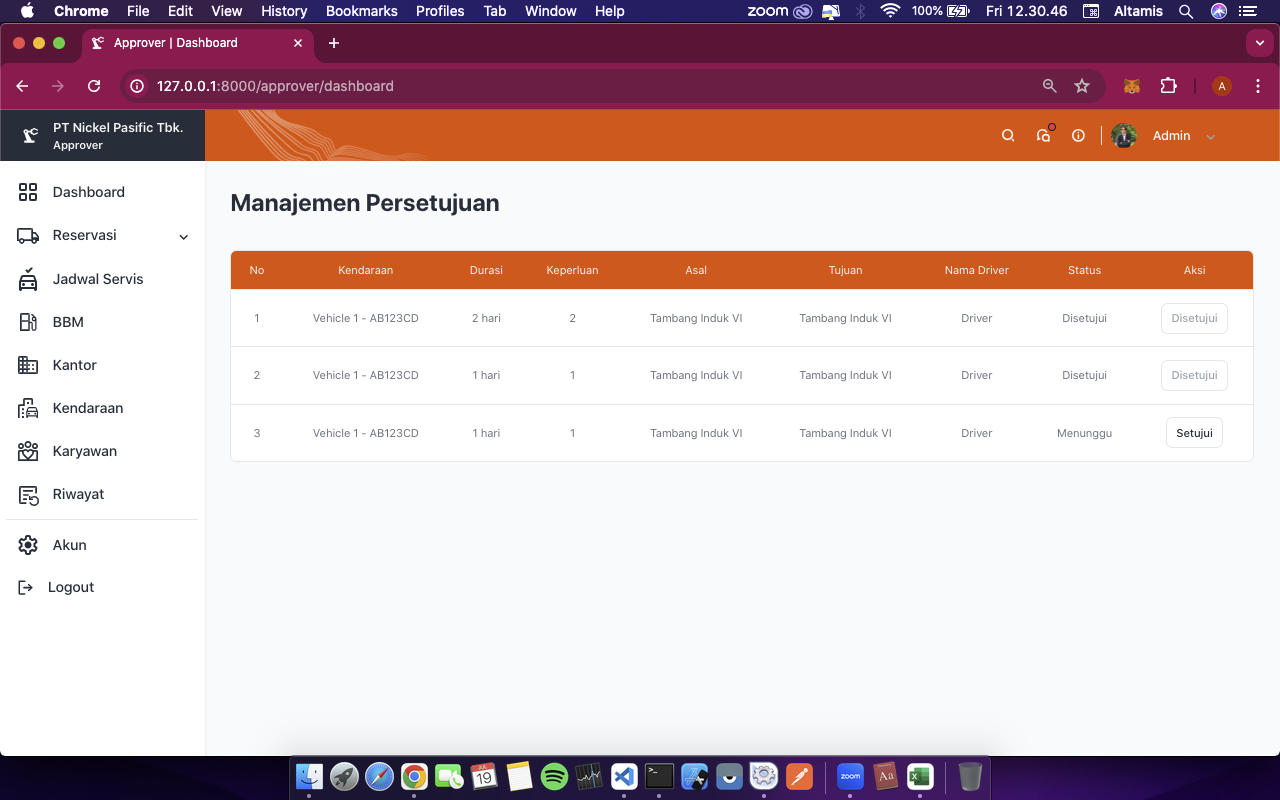 Chrome File Edit View History Bookmarks Profiles Tab Window Help zoom 100% Fri 12.30.46 Altamis
Approver | Dashboard
127.0.0.1:8000/approver/dashboard A
PT Nickel Pasific Tbk.
Approver
Admin
Dashboard
Reservasi
Jadwal Servis
BBM
Kantor
Kendaraan
Karyawan
Riwayat
Akun
Logout
Manajemen Persetujuan
No Kendaraan Durasi Keperluan Asal Tujuan Nama Driver Status Aksi
1 Vehicle 1 - AB123CD 2 hari 2 Tambang Induk VI Tambang Induk VI Driver Disetujui Disetujui
2 Vehicle 1 - AB123CD 1 hari 1 Tambang Induk VI Tambang Induk VI Driver Disetujui Disetujui
3 Vehicle 1 - AB123CD 1 hari 1 Tambang Induk VI Tambang Induk VI Driver Menunggu Setujui
JUL
19
zoom
Aa